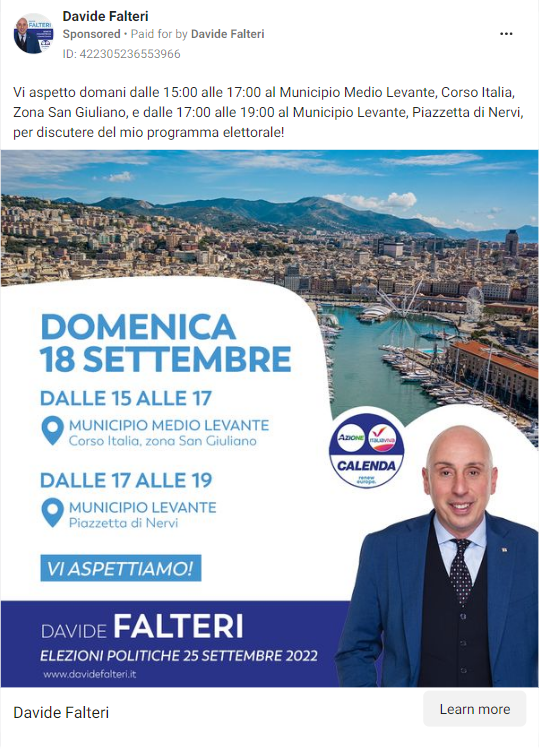 Davide Falteri
Sponsored • Paid for by Davide Falteri
ID: 422305236553966
Vi aspetto domani dalle 15:00 alle 17:00 al Municipio Medio Levante, Corso Italia,
Zona San Giuliano, e dalle 17:00 alle 19:00 al Municipio Levante, Piazzetta di Nervi,
per discutere del mio programma elettorale!
DOMENICA
18 SETTEMBRE
DALLE 15 ALLE 17
MUNICIPIO MEDIO LEVANTE
Corso Italia, zona San Giuliano
DALLE 17 ALLE 19
MUNICIPIO LEVANTE
Piazzetta di Nervi
VI ASPETTIAMO!
AZIONE
ITALIA VIVA
CALENDA
renew
europe.
DAVIDE FALTERI
ELEZIONI POLITICHE 25 SETTEMBRE 2022
www.davidefalteri.it
Davide Falteri
Learn more